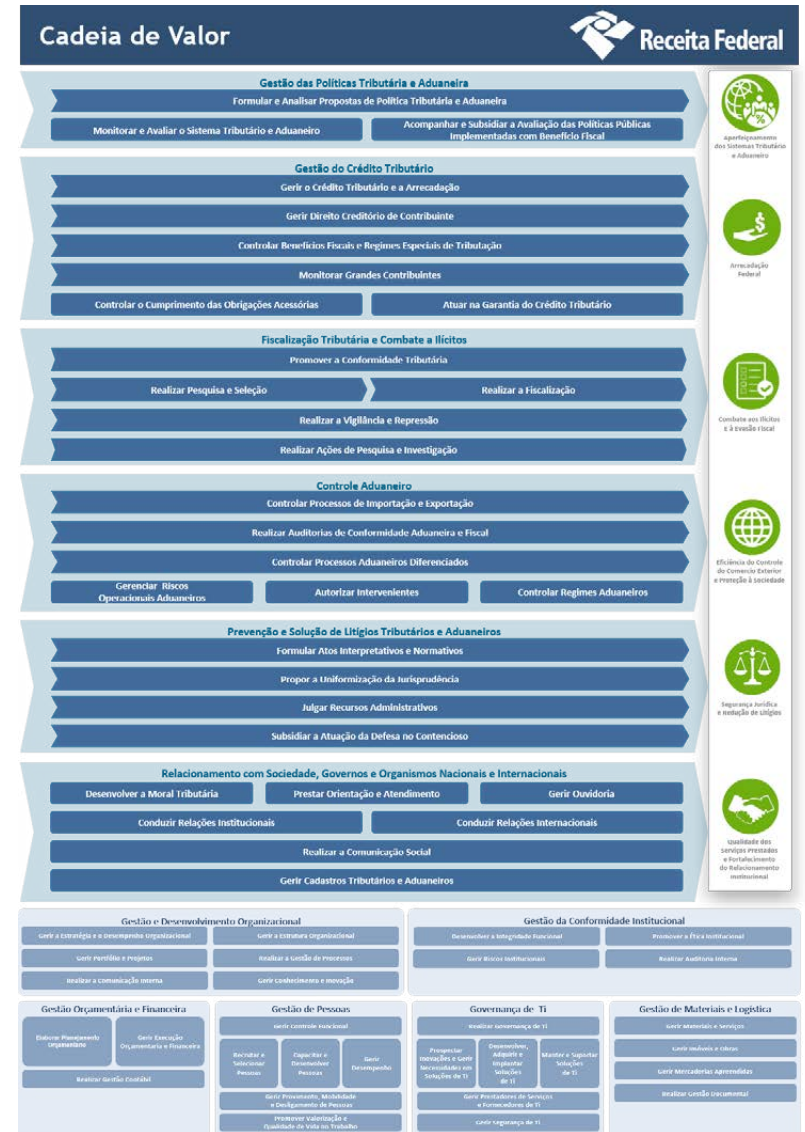 Cadeia de Valor
Receita Federal
Gestão das Políticas Tributária e Aduaneira
Formular e Analisar Propostas de Política Tributária e Aduaneira
Monitorar e Avaliar o Sistema Tributário e Aduaneiro
Acompanhar e Subsidiar a Avaliação das Políticas Públicas
Implementadas com Benefício Fiscal
%
Aperfeiçoamento
dos Sistemas Tributário
e Aduaneiro
Gestão do Crédito Tributário
Gerir o Crédito Tributário e a Arrecadação
Gerir Direito Creditório de Contribuinte
Controlar Benefícios Fiscais e Regimes Especiais de Tributação
Monitorar Grandes Contribuintes
Controlar o Cumprimento das Obrigações Acessórias
Atuar na Garantia do Crédito Tributário
$
Arrecadação
Federal
Fiscalização Tributária e Combate a Ilícitos
Promover a Conformidade Tributária
Realizar Pesquisa e Seleção
Realizar a Fiscalização
Realizar a Vigilância e Repressão
Realizar Ações de Pesquisa e Investigação
Combate aos Ilícitos
e à Evasão Fiscal
Controle Aduaneiro
Controlar Processos de Importação e Exportação
Realizar Auditorias de Conformidade Aduaneira e Fiscal
Controlar Processos Aduaneiros Diferenciados
Gerenciar Riscos
Operacionais Aduaneiros
Autorizar Intervenientes
Controlar Regimes Aduaneiros
Eficiência do Controle
do Comercio Exterior
e Proteção à Sociedade
Prevenção e Solução de Litígios Tributários e Aduaneiros
Formular Atos Interpretativos e Normativos
Propor a Uniformização da Jurisprudência
Julgar Recursos Administrativos
Subsidiar a Atuação da Defesa no Contencioso
Segurança Jurídica
e Redução de Litígios
Relacionamento com Sociedade, Governos e Organismos Nacionais e Internacionais
Desenvolver a Moral Tributária
Prestar Orientação e Atendimento
Gerir Ouvidoria
Conduzir Relações Institucionais
Conduzir Relações Internacionais
Realizar a Comunicação Social
Gerir Cadastros Tributários e Aduaneiros
Qualidade dos
Serviços Prestados
e Fortalecimento
do Relacionamento
Institucional
Gestão e Desenvolvimento Organizacional
Gerir a Estratégia e o Desempenho Organizacional
Gerir a Estrutura Organizacional
Gerir Portfólio e Projetos
Realizar a Gestão de Processos
Realizar a Comunicação Interna
Gerir Conhecimento e Inovação
Gestão da Conformidade Institucional
Desenvolver a Integridade Funcional
Promover a Ética Institucional
Gerir Riscos Institucionais
Realizar Auditoria Interna
Gestão Orçamentária e Financeira
Elaborar Planejamento
Orçamentário
Gerir Execução
Orçamentária e Financeira
Realizar Gestão Contábil
Gestão de Pessoas
Gerir Controle Funcional
Recrutar e
Selecionar
Pessoas
Capacitar e
Desenvolver
Pessoas
Gerir
Desempenho
Gerir Provimento, Mobilidade
e Desligamento de Pessoas
Promover Valorização e
Qualidade de Vida no Trabalho
Governança de Ti
Realizar Governança de Ti
Prospectar
Inovações e Gerir
Necessidades em
Soluções de Ti
Desenvolver,
Adquirir e
Implantar
Soluções
de Ti
Manter e Suportar
Soluções
de Ti
Gerir Prestadores de Serviços
e Fornecedores de Ti
Gerir Segurança de Ti
Gestão de Materiais e Logística
Gerir Materiais e Serviços
Gerir Imóveis e Obras
Gerir Mercadorias Apreendidas
Realizar Gestão Documental